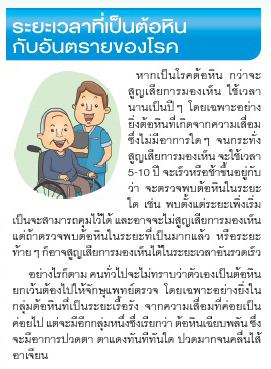 ระยะเวลาที่เป็นต้อหิน
กับอันตรายของโรค
หากเป็นโรคต้อหิน กว่าจะ
สูญเสียการมองเห็น ใช้เวลา
นานเป็นปีๆ โดยเฉพาะอย่าง
ยิ่งต้อหินที่เกิดจากความเสื่อม
ซึ่งไม่มีอาการใดๆ จนกระทั่ง
สูญเสียการมองเห็น จะใช้เวลา
5-10 ปี จะเร็วหรือช้าขึ้นอยู่กับ
ว่า จะตรวจพบต้อหินในระยะ
ใด เช่น พบตั้งแต่ระยะเพิ่งเริ่ม
เป็นจะสามารถคุมไว้ได้ และอาจจะไม่สูญเสียการมองเห็น
แต่ถ้าตรวจพบต้อหินในระยะที่เป็นมากแล้ว หรือระยะ
ท้ายๆ ก็อาจสูญเสียการมองเห็นได้ในระยะเวลาอันรวดเร็ว
อย่างไรก็ตาม คนทั่วไปจะไม่ทราบว่าตัวเองเป็นต้อหิน
ยกเว้นต้องไปให้จักษุแพทย์ตรวจ โดยเฉพาะอย่างยิ่งใน
กลุ่มต้อหินที่เป็นระยะเรื้อรัง จากความเสื่อมที่ค่อยเป็น
ค่อยไป แต่จะมีอีกกลุ่มหนึ่งซึ่งเรียกว่า ต้อหินเฉียบพลัน ซึ่ง
จะมีอาการปวดตา ตาแดงทันทีทันใด ปวดมากจนคลื่นไส้
อาเจียน